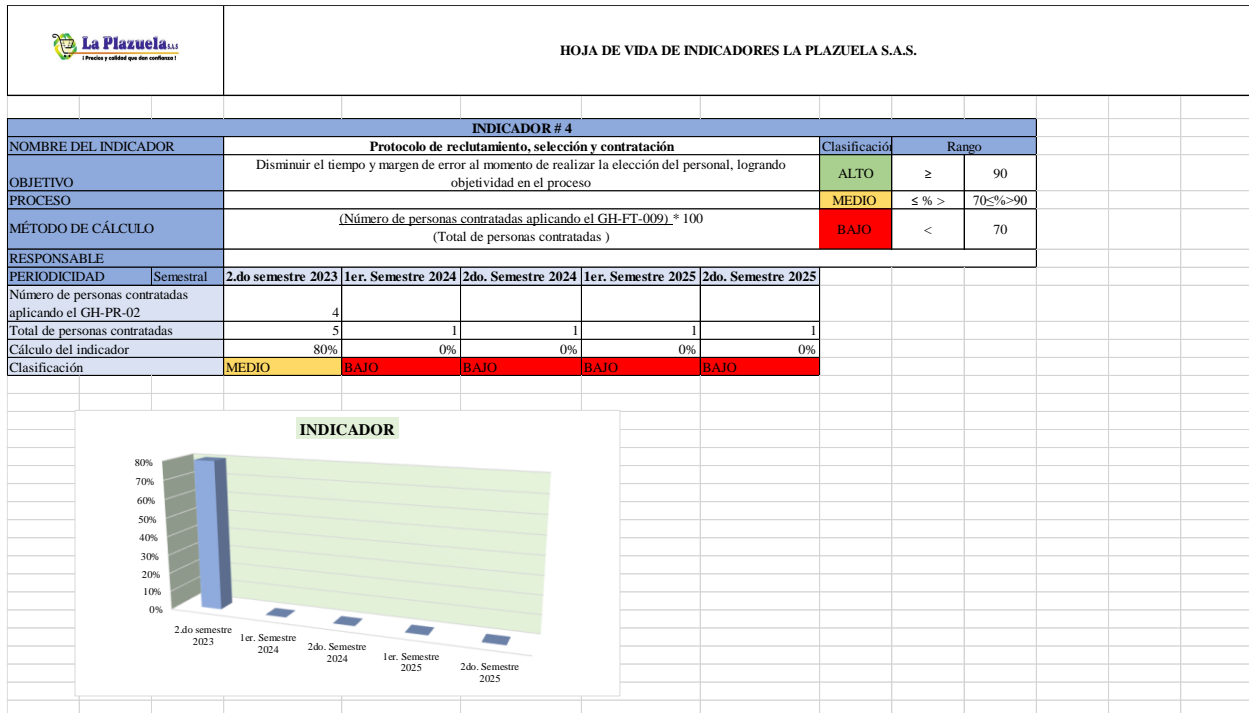 La Plazuela S.A.S
¡ Precios y calidad que dan confianza !
HOJA DE VIDA DE INDICADORES LA PLAZUELA S.A.S.
INDICADOR # 4
NOMBRE DEL INDICADOR Protocolo de reclutamiento, selección y contratación Clasificación Rango
OBJETIVO Disminuir el tiempo y margen de error al momento de realizar la elección del personal, logrando
objetividad en el proceso
ALTO ≥ 90
PROCESO MEDIO ≤ % > 70≤%>90
MÉTODO DE CÁLCULO (Número de personas contratadas aplicando el GH-FT-009) * 100
(Total de personas contratadas )
BAJO < 70
RESPONSABLE
PERIODICIDAD Semestral 2.do semestre 2023 1er. Semestre 2024 2do. Semestre 2024 1er. Semestre 2025 2do. Semestre 2025
Número de personas contratadas
aplicando el GH-PR-02 4
Total de personas contratadas 5 1 1 1 1
Cálculo del indicador 80% 0% 0% 0% 0%
Clasificación MEDIO BAJO BAJO BAJO BAJO
INDICADOR
80%
70%
60%
50%
40%
30%
20%
10%
0%
2.do semestre
2023
1er. Semestre
2024
2do. Semestre
2024
1er. Semestre
2025
2do. Semestre
2025